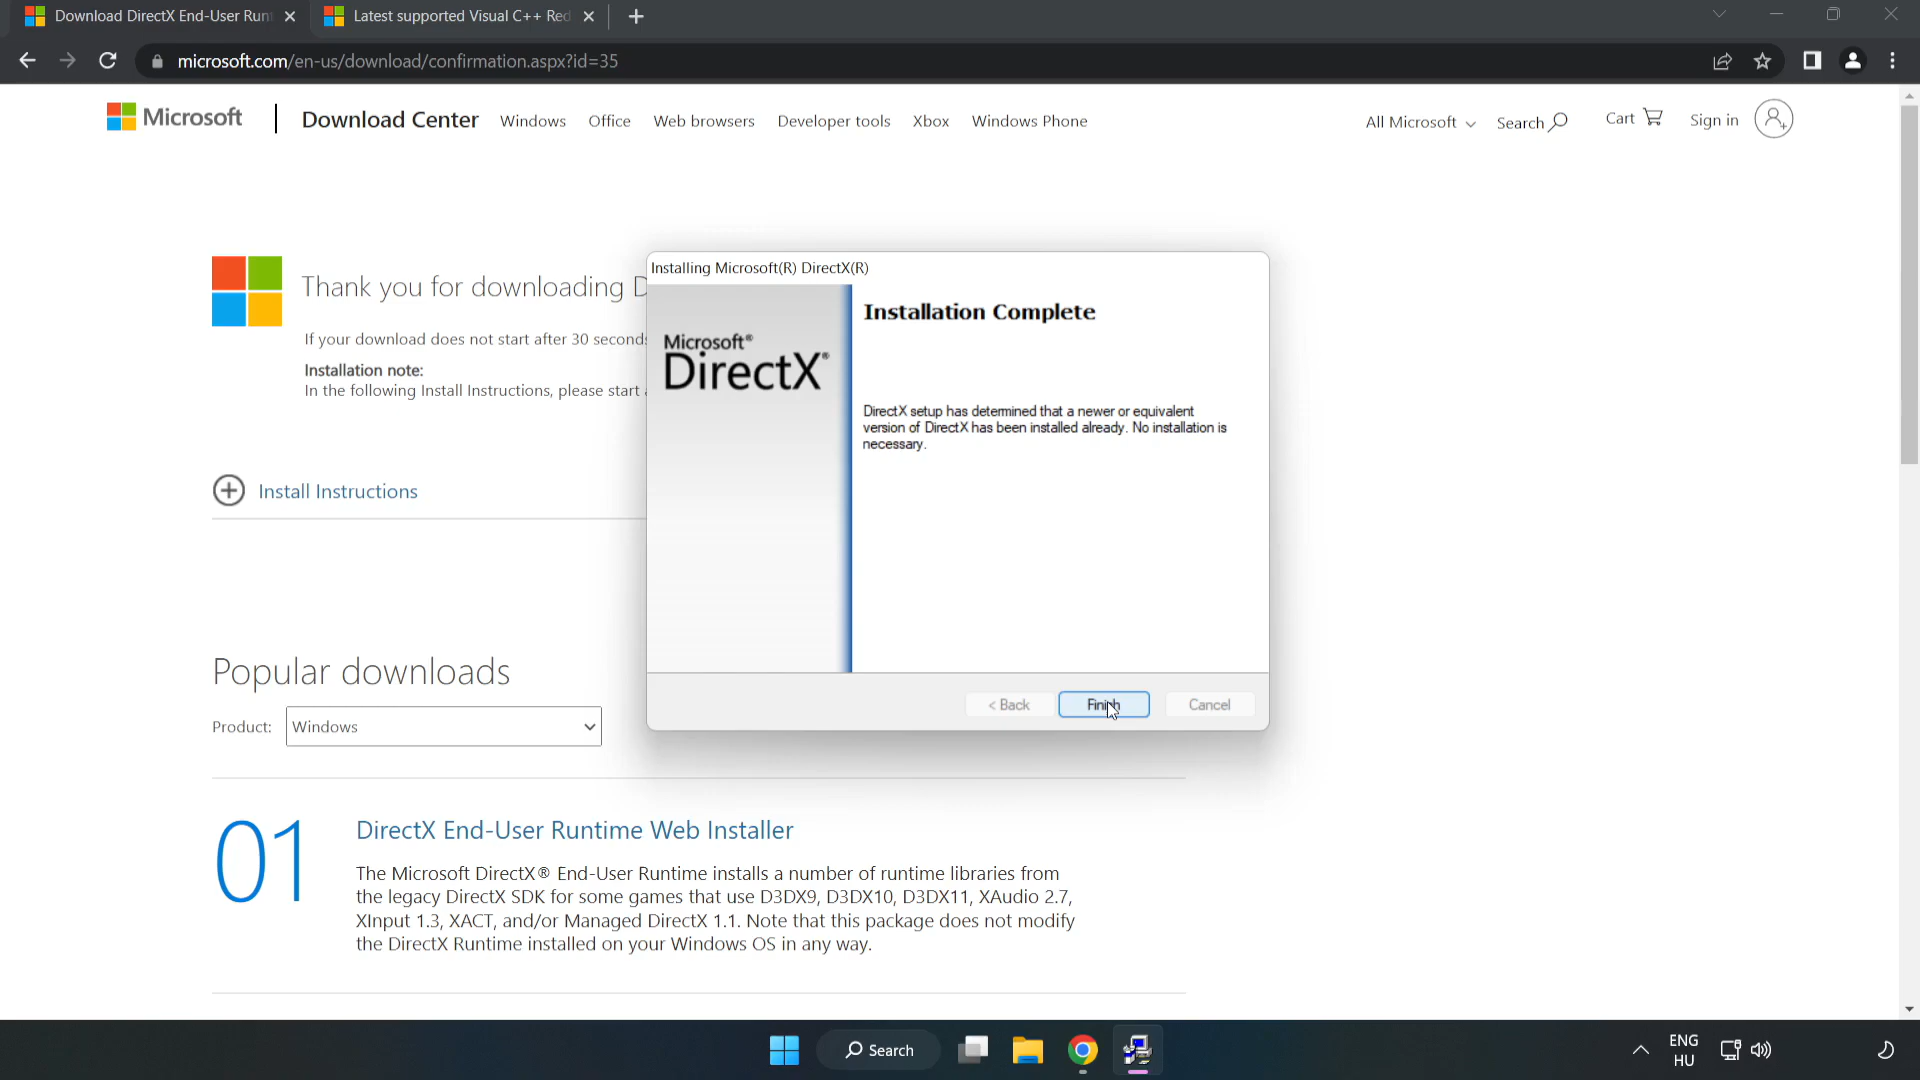 Download DirectX End-User Runt
Latest supported Visual C++ Red
microsoft.com/en-us/download/confirmation.aspx?id=35
Microsoft
Download Center
Windows
Office
Web browsers
Developer tools
Xbox
Windows Phone
All Microsoft
Search
Cart
Sign in
Thank you for downloading D
If your download does not start after 30 seconds
Installation note:
In the following Install Instructions, please start a
Install Instructions
Installing Microsoft(R) DirectX(R)
Microsoft®
DirectX®
Installation Complete
DirectX setup has determined that a newer or equivalent
version of DirectX has been installed already. No installation is
necessary.
< Back
Finish
Cancel
Popular downloads
Product:
Windows
01
DirectX End-User Runtime Web Installer
The Microsoft DirectX® End-User Runtime installs a number of runtime libraries from
the legacy DirectX SDK for some games that use D3DX9, D3DX10, D3DX11, XAudio 2.7,
XInput 1.3, XACT, and/or Managed DirectX 1.1. Note that this package does not modify
the DirectX Runtime installed on your Windows OS in any way.
Search
ENG
HU